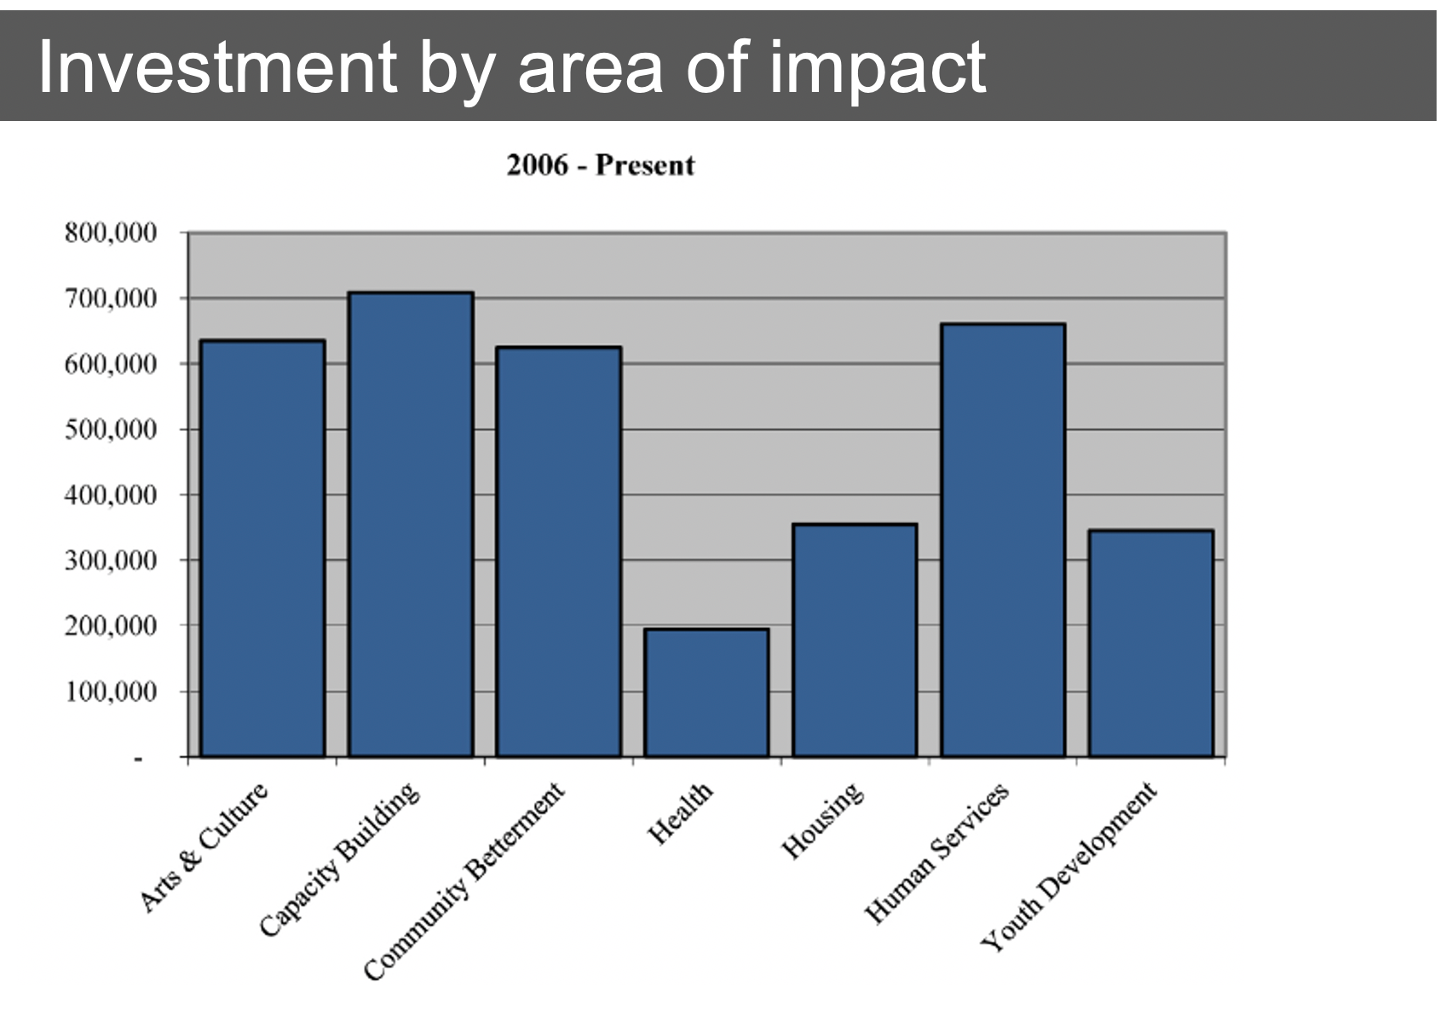 Investment by area of impact
2006 - Present
800,000
700,000
600,000
500,000
400,000
300,000
200,000
100,000
-
Arts & Culture
Capacity Building
Community Betterment
Health
Housing
Human Services
Youth Development